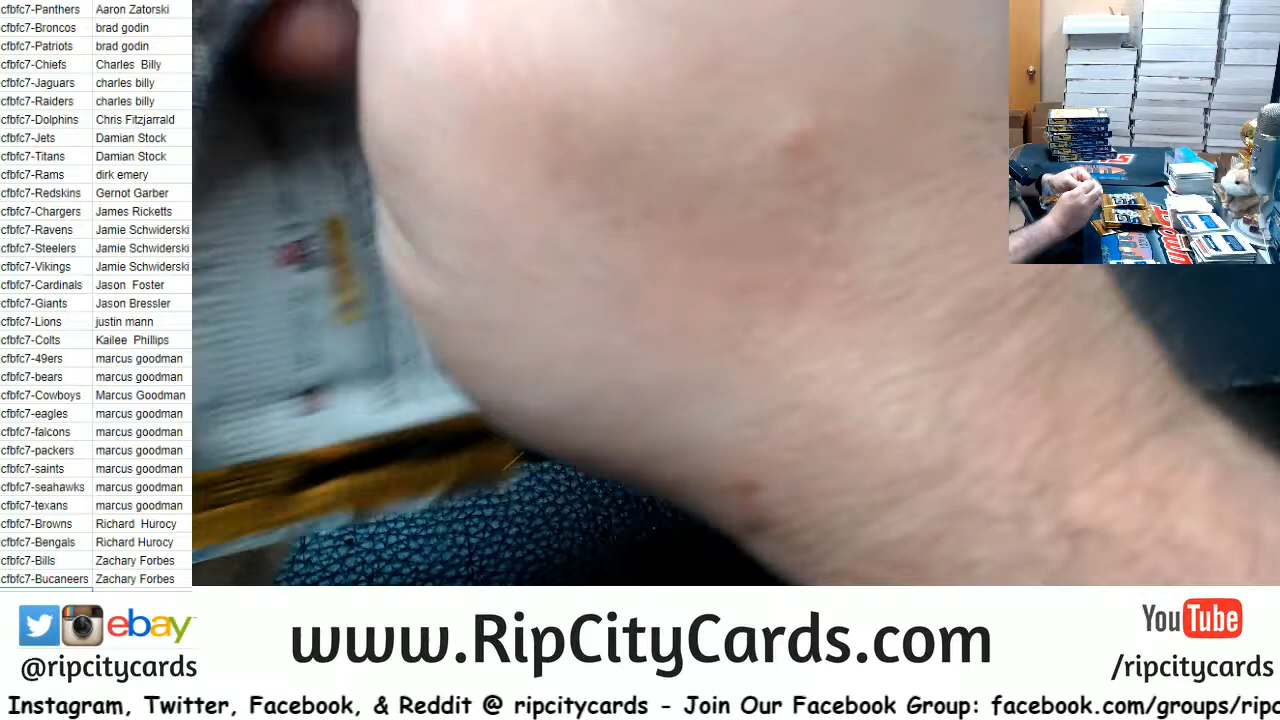 cfbfc7-Panthers Aaron Zatorski
cfbfc7-Broncos brad godin
cfbfc7-Patriots brad godin
cfbfc7-Chiefs Charles Billy
cfbfc7-Jaguars charles billy
cfbfc7-Raiders charles billy
cfbfc7-Dolphins Chris Fitzjarrald
cfbfc7-Jets Damian Stock
cfbfc7-Titans Damian Stock
cfbfc7-Rams dirk emery
cfbfc7-Redskins Gernot Garber
cfbfc7-Chargers James Ricketts
cfbfc7-Ravens Jamie Schwiderski
cfbfc7-Steelers Jamie Schwiderski
cfbfc7-Vikings Jamie Schwiderski
cfbfc7-Cardinals Jason Foster
cfbfc7-Giants Jason Bressler
cfbfc7-Lions justin mann
cfbfc7-Colts Kailee Phillips
cfbfc7-49ers marcus goodman
cfbfc7-bears marcus goodman
cfbfc7-Cowboys Marcus Goodman
cfbfc7-eagles marcus goodman
cfbfc7-falcons marcus goodman
cfbfc7-packers marcus goodman
cfbfc7-saints marcus goodman
cfbfc7-seahawks marcus goodman
cfbfc7-texans marcus goodman
cfbfc7-Browns Richard Hurocy
cfbfc7-Bengals Richard Hurocy
cfbfc7-Bills Zachary Forbes
cfbfc7-Bucaneers Zachary Forbes
ebay
@ripcitycards
www.RipCityCards.com
YouTube
/ripcitycards
Instagram, Twitter, Facebook, & Reddit @ ripcitycards - Join Our Facebook Group: facebook.com/groups/ripc